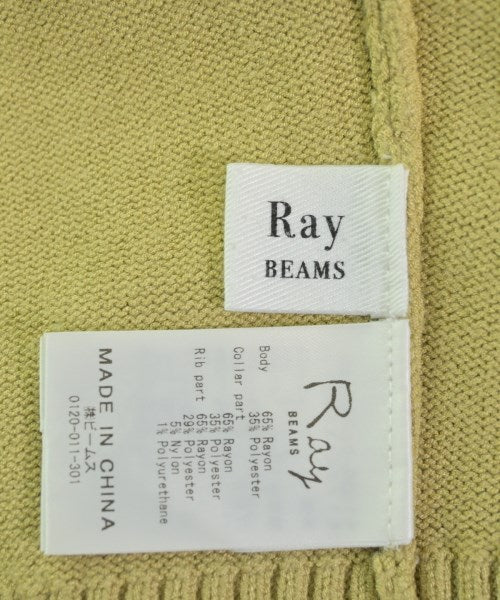 Ray
BEAMS
Ray
BEAMS
Body 65% Rayon
35% Polyester
Collar part 65% Rayon
35% Polyester
Rib part 65% Rayon
29% Polyester
5% Nylon
1% Polyurethane
MADE IN CHINA
㈱ビームス
0120-011-301